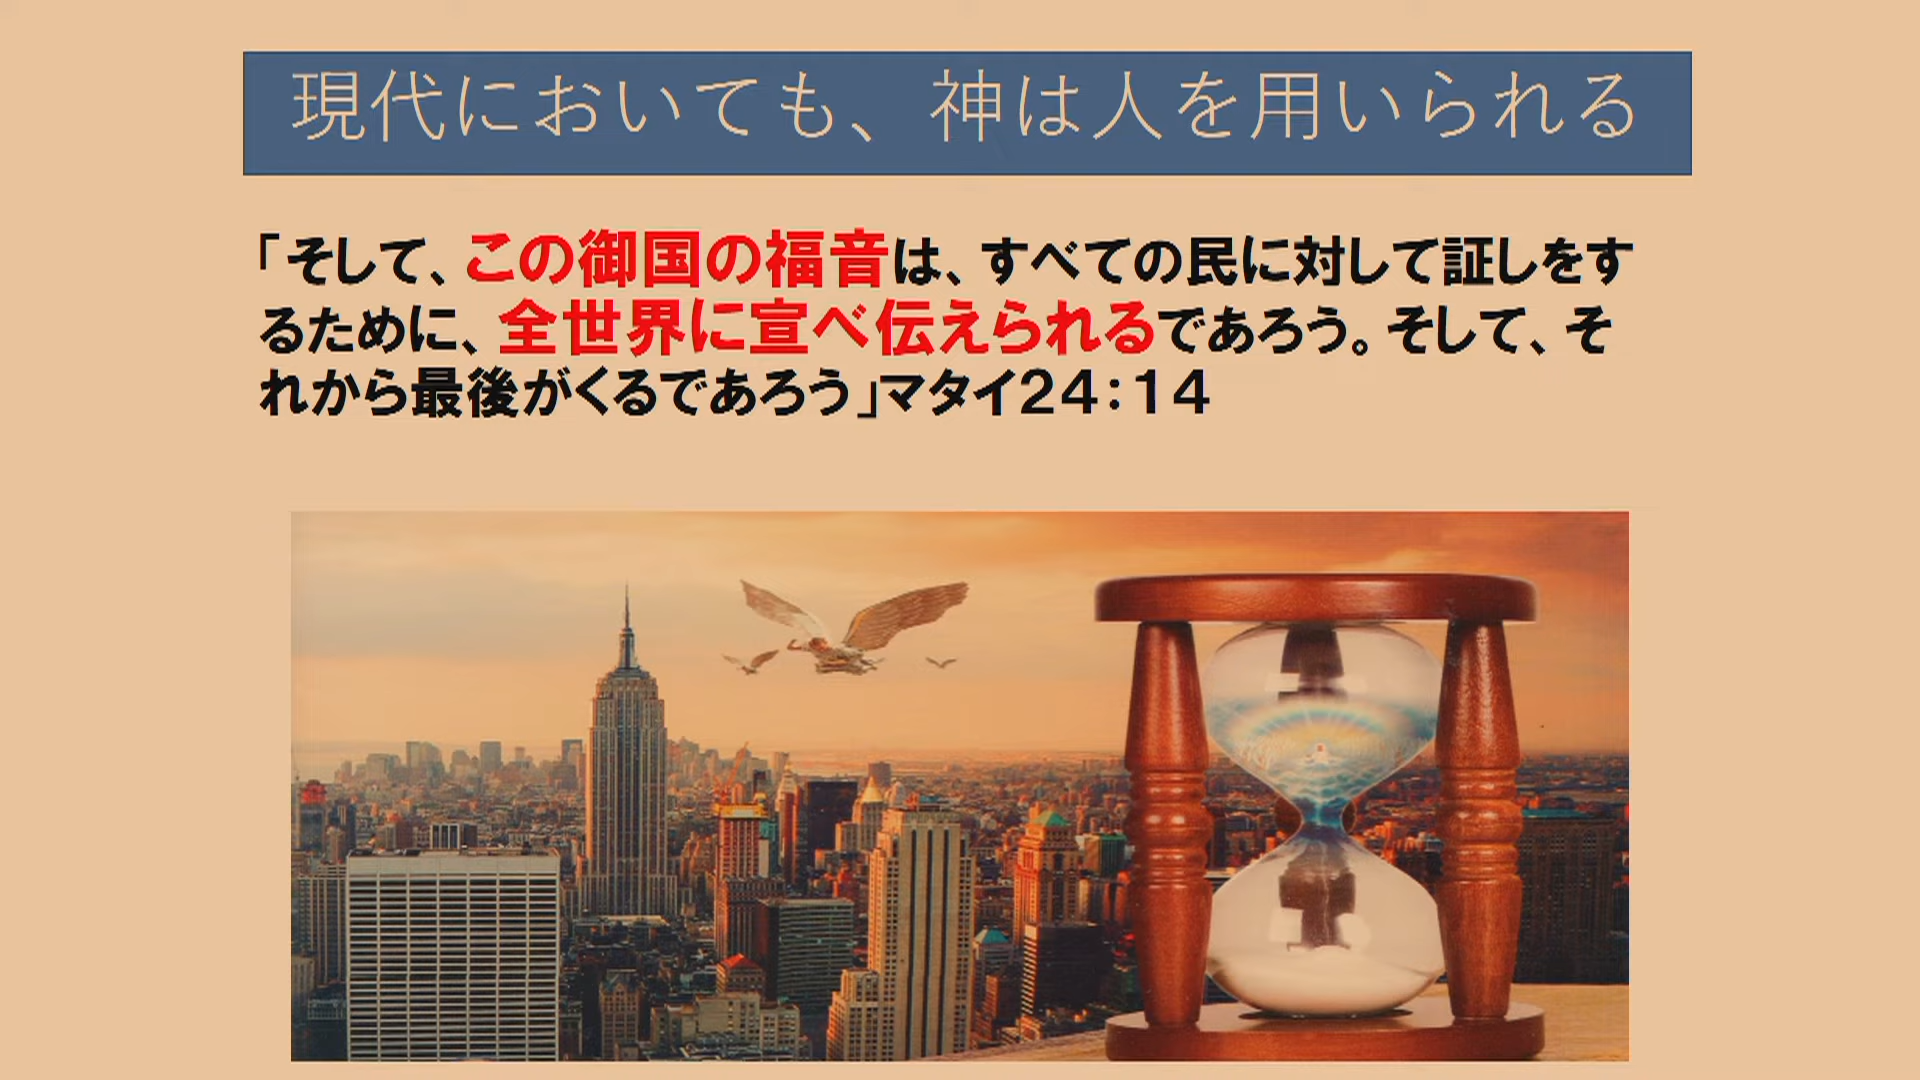 現代においても、神は人を用いられる
「そして、この御国の福音は、すべての民に対して証しをす
るために、全世界に宣べ伝えられるであろう。そして、そ
れから最後がくるであろう」マタイ２４：１４